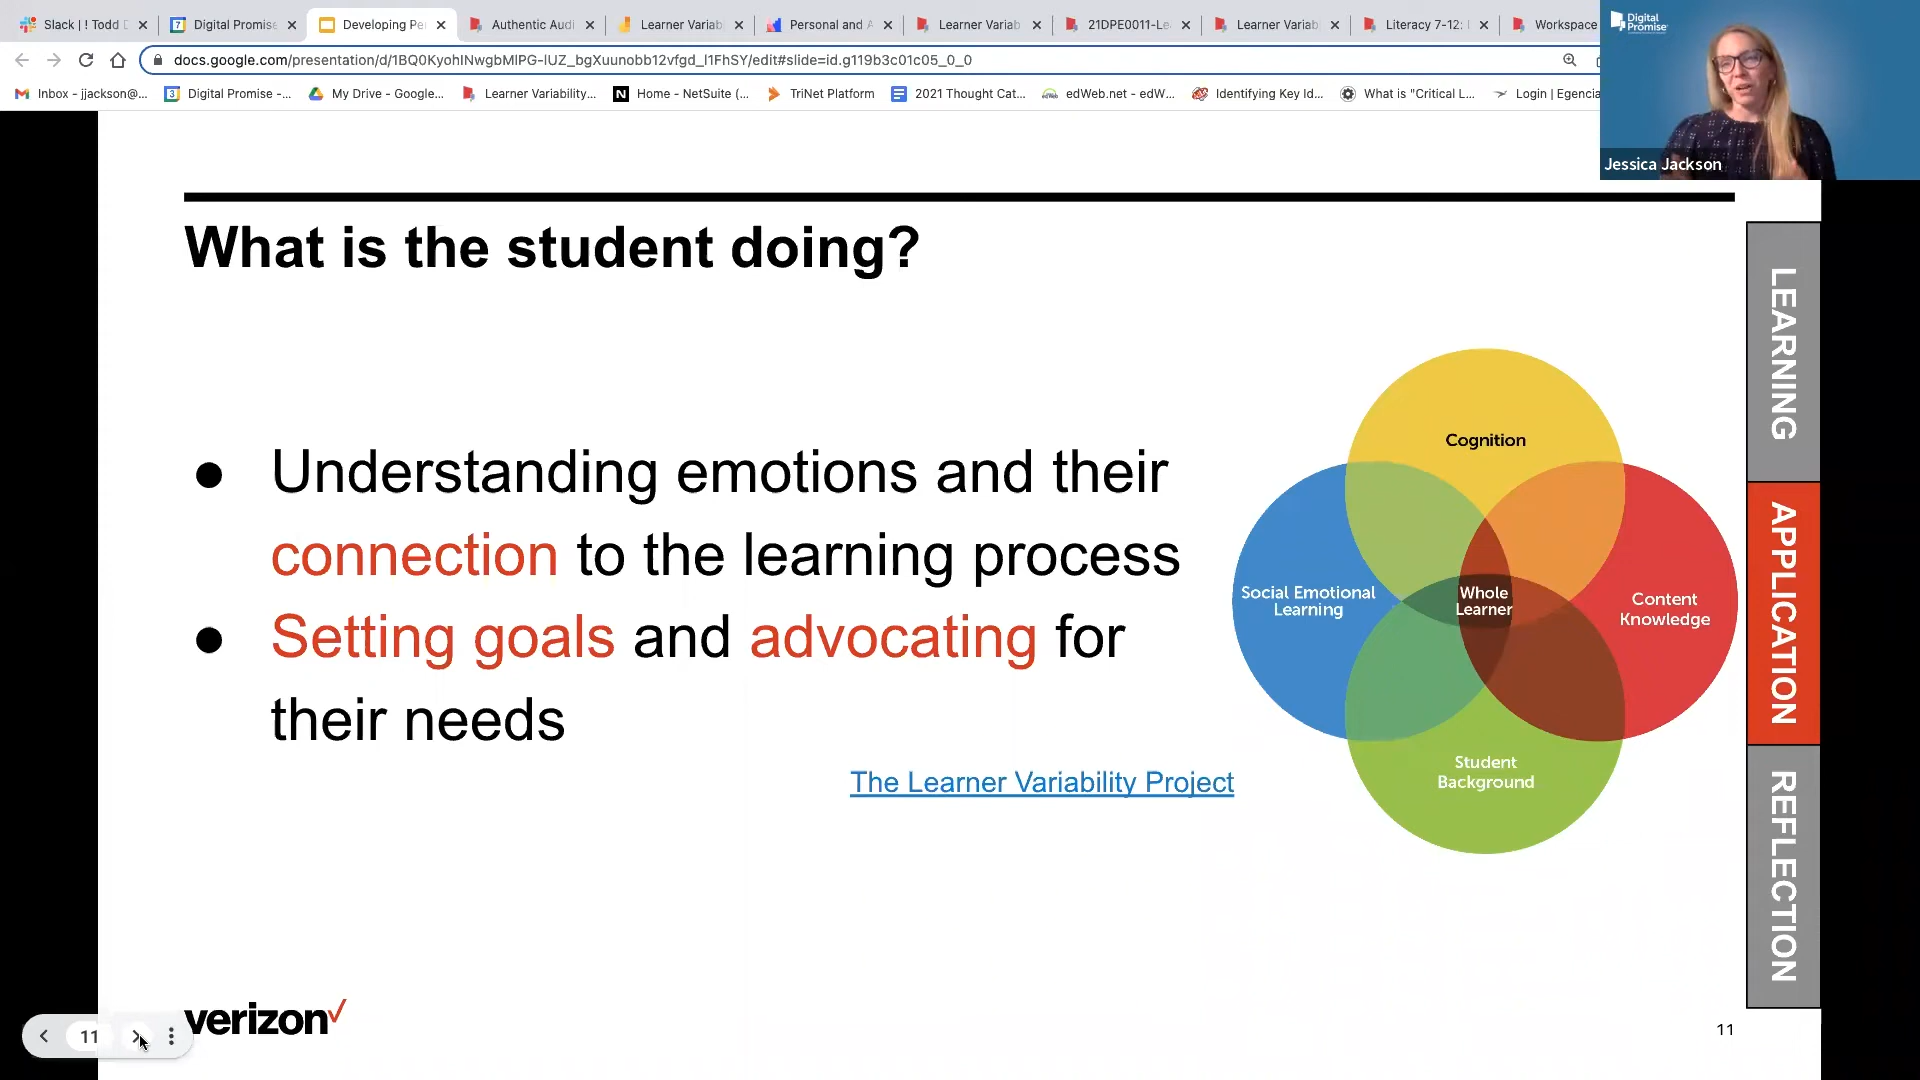 Slack | ! Todd
Digital Promise
Developing Pe
Authentic Audi
Learner Variab
Personal and A
Learner Variab
21DPE0011-Le
Learner Variab
Literacy 7-12:
Workspace
docs.google.com/presentation/d/1BQ0KyohlNwgbMlPG-lUZ_bgXuunobb12vfgd_l1FhSY/edit#slide=id.g119b3c01c05_0_0
Inbox - jjackson@...
Digital Promise -...
My Drive - Google...
Learner Variability...
Home - NetSuite (...
TriNet Platform
2021 Thought Cat...
edWeb.net - edW...
Identifying Key Id...
What is "Critical L...
Login | Egencia
Digital
Promise
Jessica Jackson
What is the student doing?
● Understanding emotions and their
connection to the learning process
● Setting goals and advocating for
their needs
The Learner Variability Project
Cognition
Social Emotional
Learning
Whole
Learner
Content
Knowledge
Student
Background
LEARNING
APPLICATION
REFLECTION
verizon✓
11
11